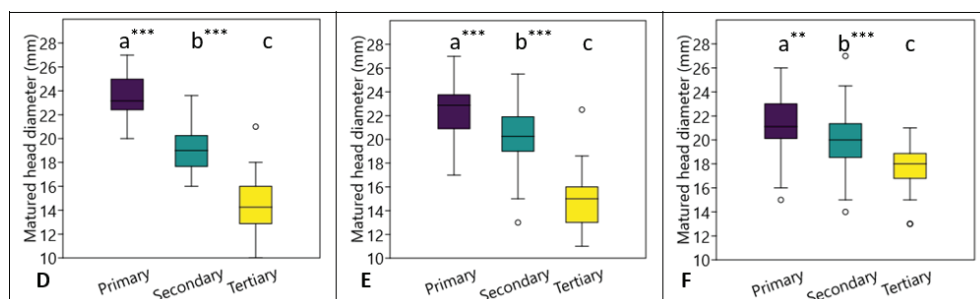 a*** b*** c
Matured head diameter (mm)
28
26
24
22
20
18
16
14
12
10
D
Primary
Secondary
Tertiary
a*** b*** c
Matured head diameter (mm)
28
26
24
22
20
18
16
14
12
10
E
Primary
Secondary
Tertiary
a** b*** c
Matured head diameter (mm)
28
26
24
22
20
18
16
14
12
10
F
Primary
Secondary
Tertiary